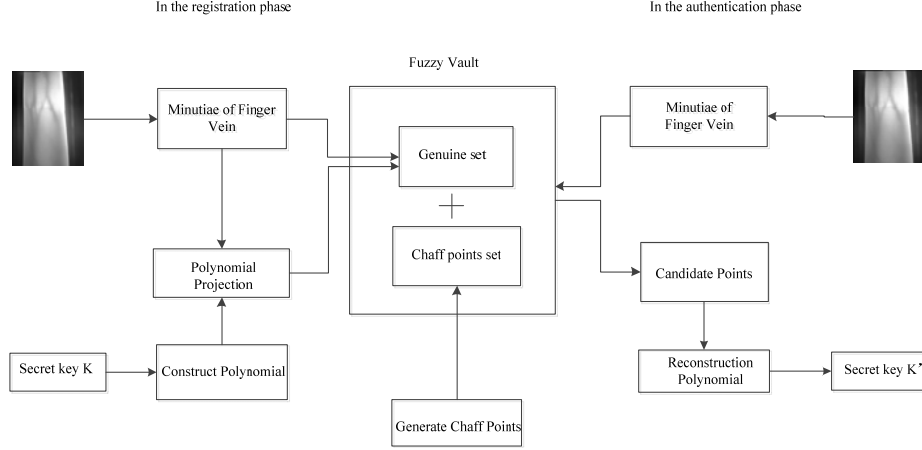 In the registration phase
In the authentication phase
Fuzzy Vault
Minutiae of Finger
Vein
Genuine set
Chaff points set
Polynomial
Projection
Secret key K
Construct Polynomial
Generate Chaff Points
Minutiae of
Finger Vein
Candidate Points
Reconstruction
Polynomial
Secret key K’